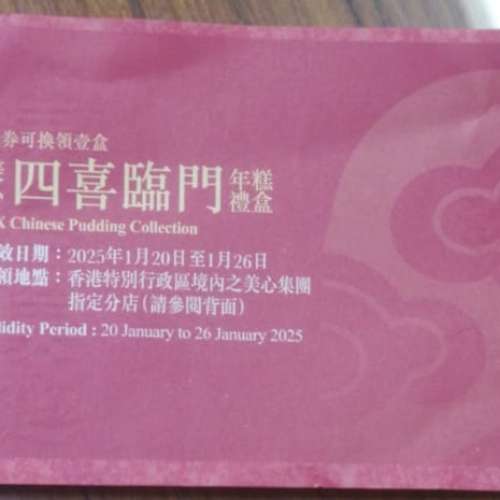 券可換領壹盒
四喜臨門年糕禮盒
X Chinese Pudding Collection
效日期：2025年1月20日至1月26日
領地點：香港特別行政區境內之美心集團
指定分店（請參閱背面）
lidity Period : 20 January to 26 January 2025